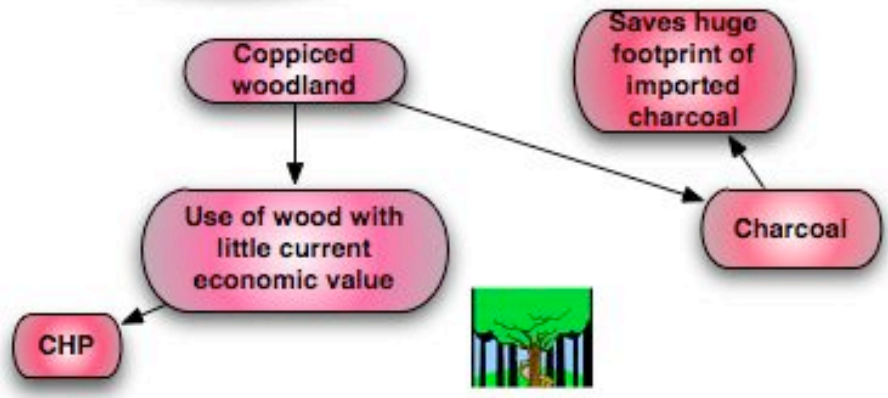 Coppiced
woodland
Saves huge
footprint of
imported
charcoal
Use of wood with
little current
economic value
Charcoal
CHP